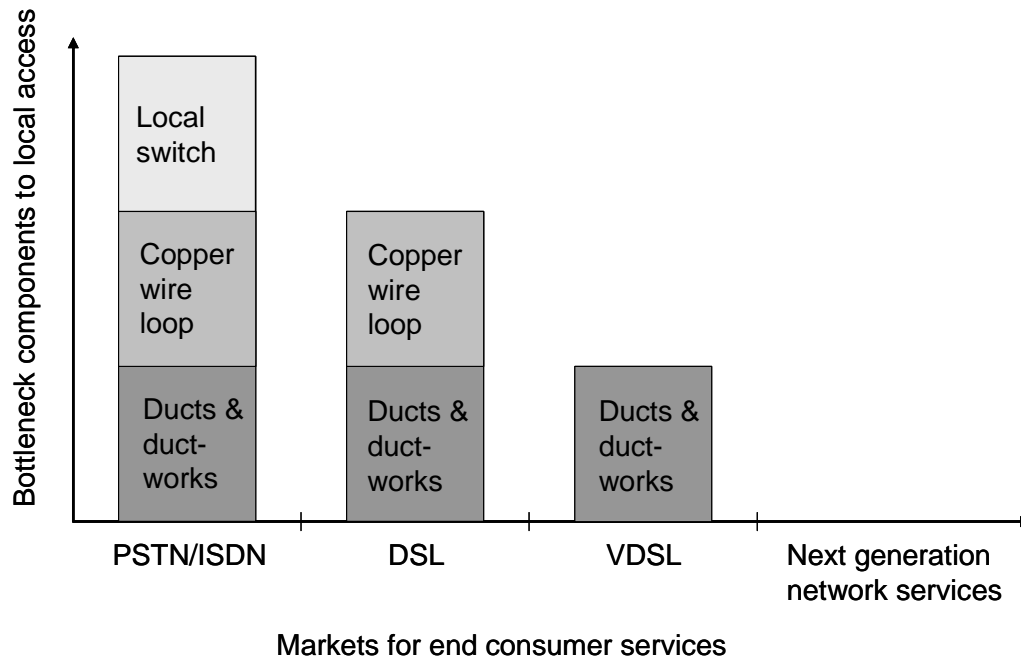 Bottleneck components to local access
Local
switch
Copper
wire
loop
Ducts &
duct-
works
Copper
wire
loop
Ducts &
duct-
works
Ducts &
duct-
works
PSTN/ISDN
DSL
VDSL
Next generation
network services
Markets for end consumer services